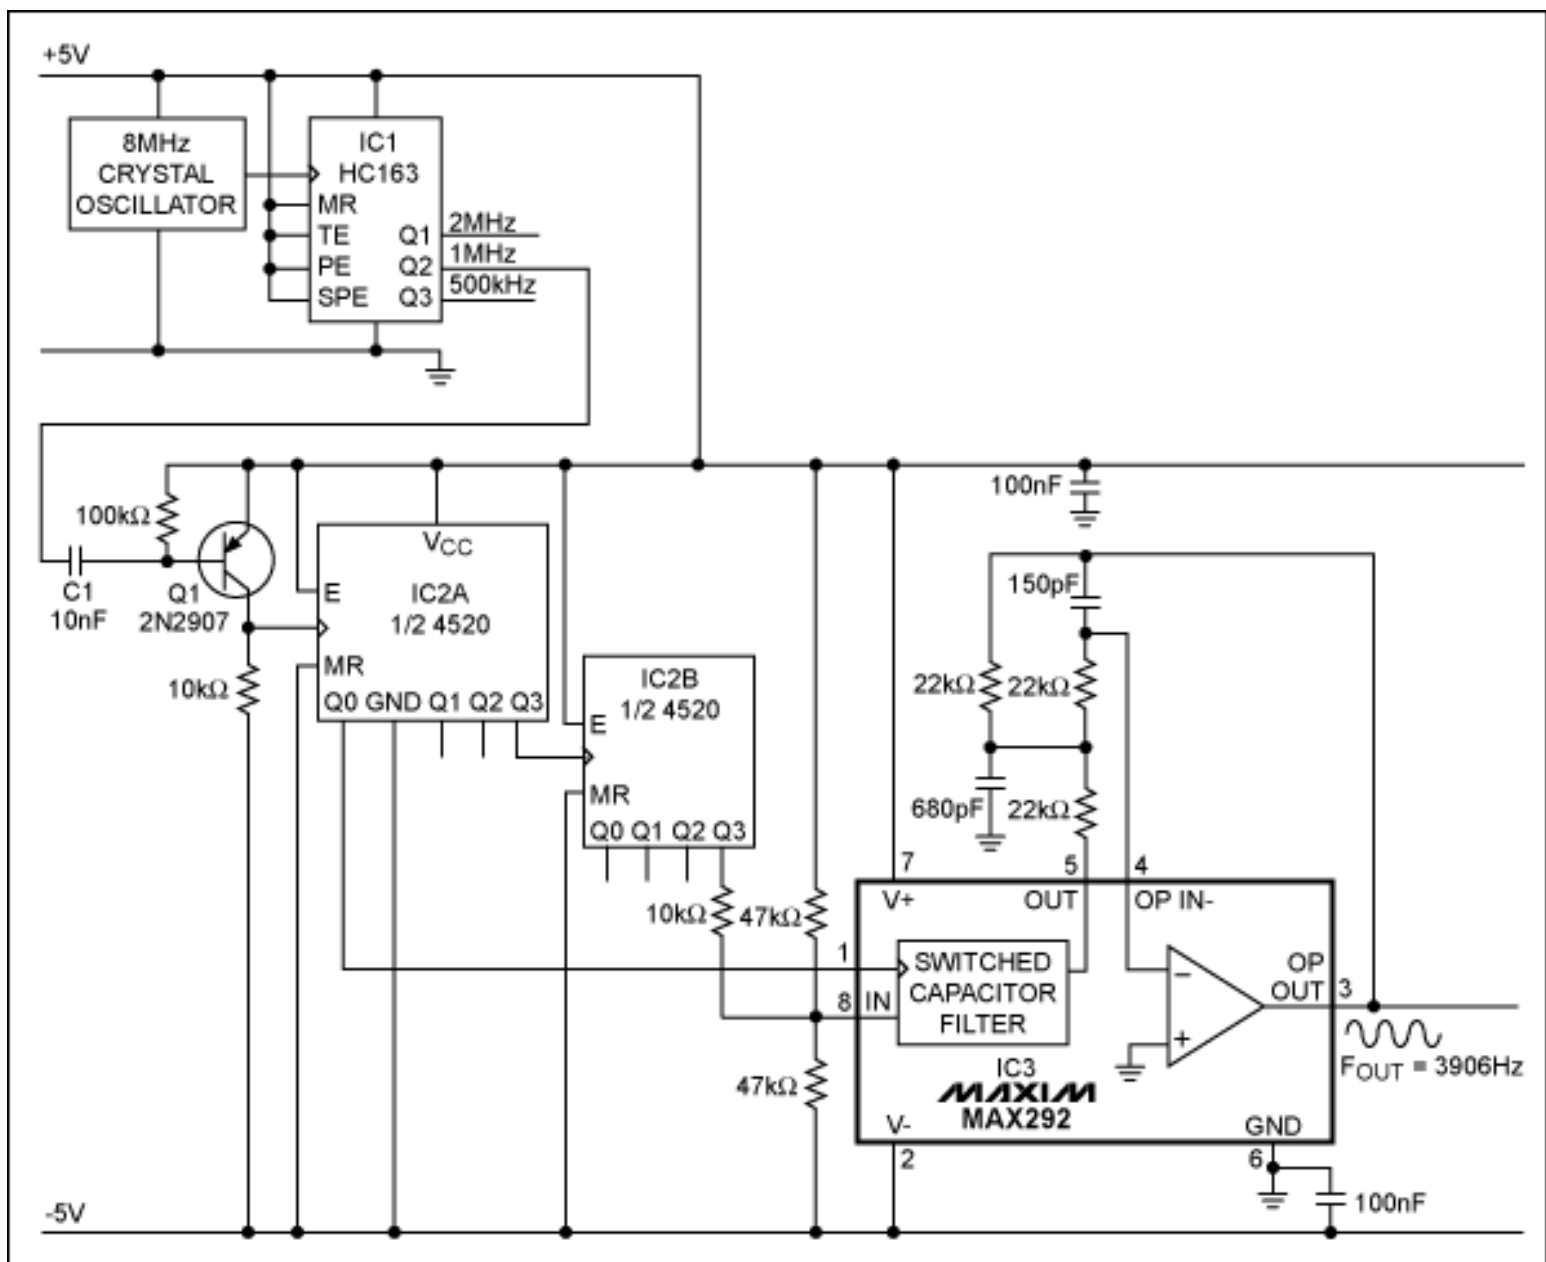 +5V
8MHz
CRYSTAL
OSCILLATOR
IC1
HC163
MR
TE
PE
SPE
Q1
Q2
Q3
2MHz
1MHz
500kHz
100kΩ
C1
10nF
Q1
2N2907
10kΩ
VCC
E
IC2A
1/2 4520
MR
Q0 GND Q1 Q2 Q3
IC2B
1/2 4520
E
MR
Q0 Q1 Q2 Q3
10kΩ
47kΩ
47kΩ
100nF
150pF
22kΩ
22kΩ
680pF
22kΩ
7
5
4
V+
OUT
OP IN-
1
8
IN
SWITCHED
CAPACITOR
FILTER
OP
OUT
3
−
+
FOUT = 3906Hz
IC3
MAXIM
MAX292
V-
2
GND
6
100nF
-5V